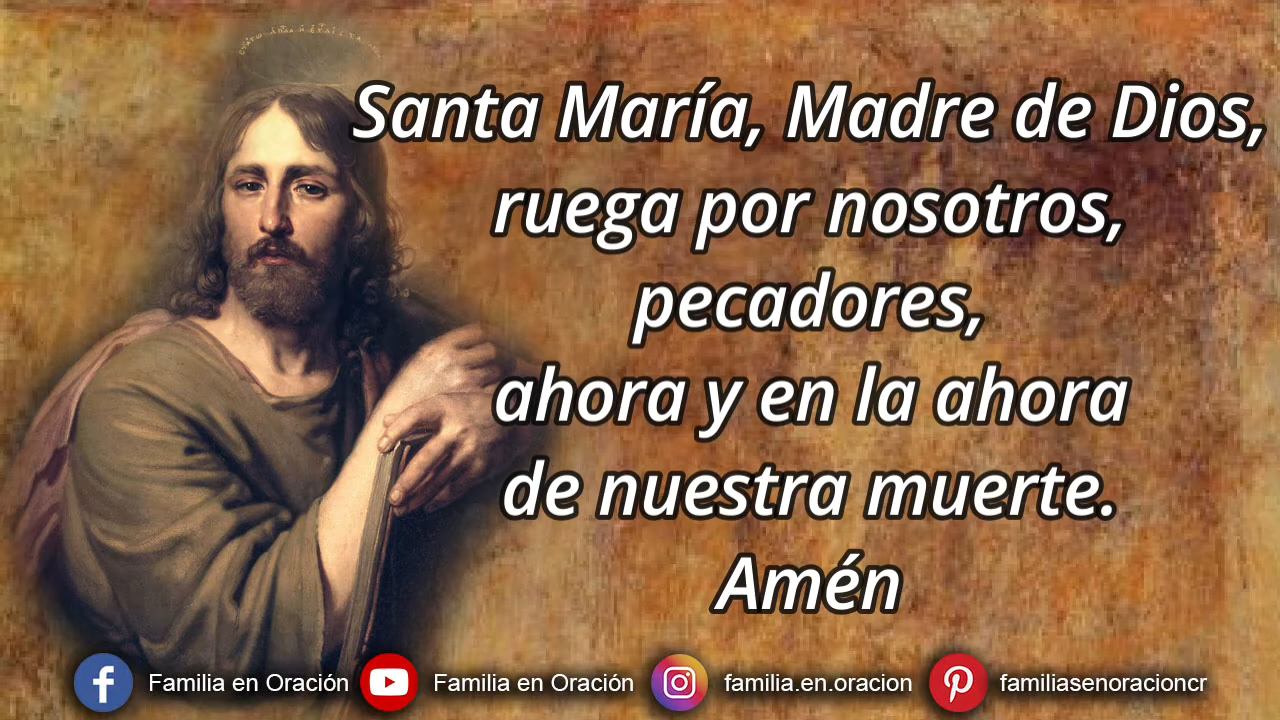 Santa María, Madre de Dios,
ruega por nosotros,
pecadores,
ahora y en la ahora
de nuestra muerte.
Amén
Familia en Oración
Familia en Oración
familia.en.oracion
familiasenoracioncr